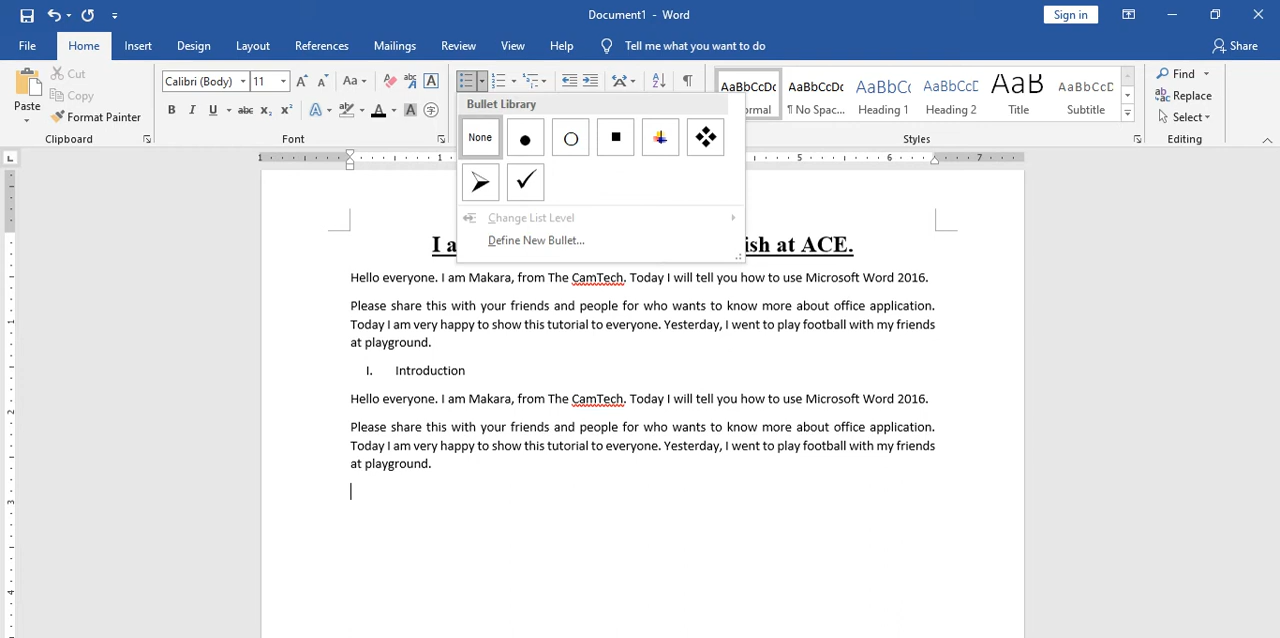 Document1 - Word
Sign in
File Home Insert Design Layout References Mailings Review View Help Tell me what you want to do Share
Paste
Cut
Copy
Format Painter
Clipboard
Calibri (Body) 11
Font
Bullet Library
None
Change List Level
Define New Bullet...
AaBbCcDc AaBbCcDc AaBbCc AaBbCcD AaB AaBbCcD
¶ No Spac... Heading 1 Heading 2 Title Subtitle
Styles
Find
Replace
Select
Editing
1 1 5 6 7
I a ish at ACE.
Hello everyone. I am Makara, from The CamTech. Today I will tell you how to use Microsoft Word 2016.
Please share this with your friends and people for who wants to know more about office application.
Today I am very happy to show this tutorial to everyone. Yesterday, I went to play football with my friends
at playground.
I. Introduction
Hello everyone. I am Makara, from The CamTech. Today I will tell you how to use Microsoft Word 2016.
Please share this with your friends and people for who wants to know more about office application.
Today I am very happy to show this tutorial to everyone. Yesterday, I went to play football with my friends
at playground.